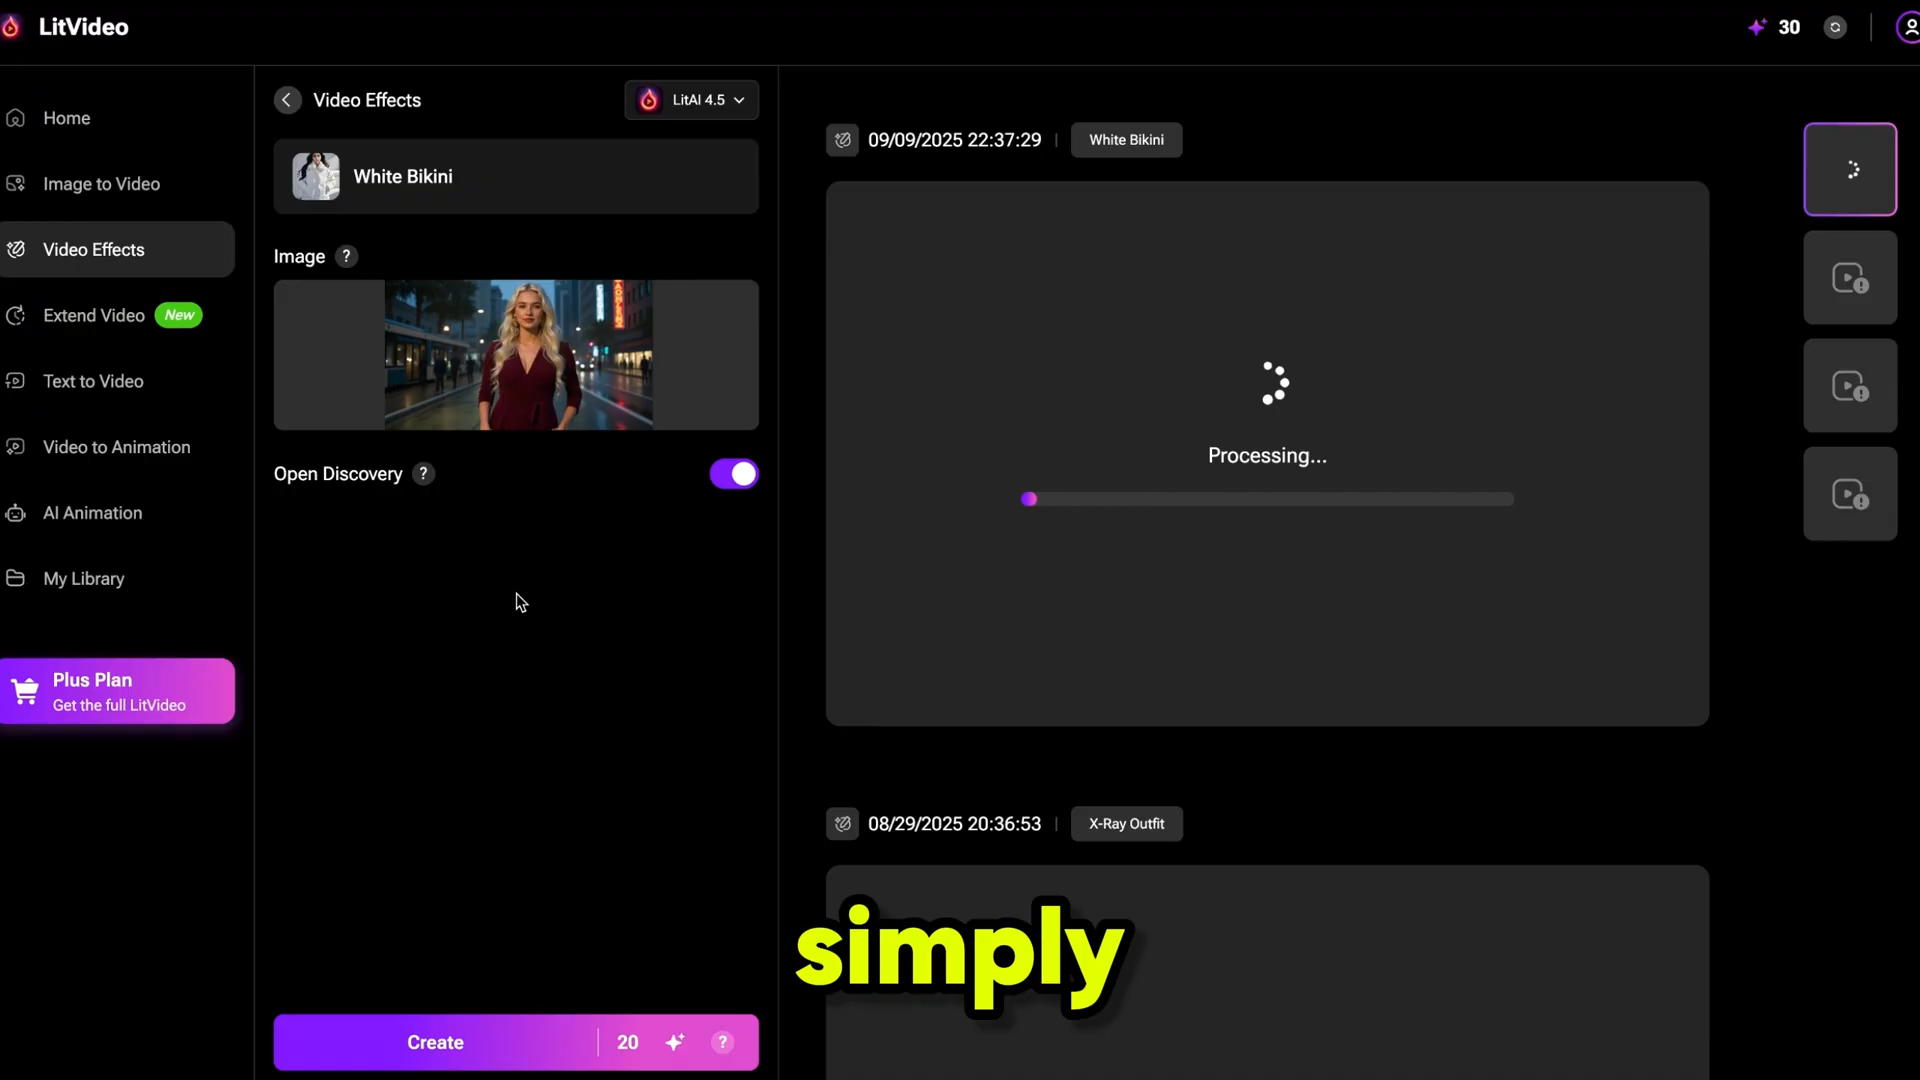 LitVideo
30
Home
Image to Video
Video Effects
Extend Video New
Text to Video
Video to Animation
AI Animation
My Library
Plus Plan
Get the full LitVideo
Video Effects
LitAI 4.5
White Bikini
Image ?
Open Discovery ?
Create 20 ?
09/09/2025 22:37:29 | White Bikini
Processing...
08/29/2025 20:36:53 | X-Ray Outfit
simply